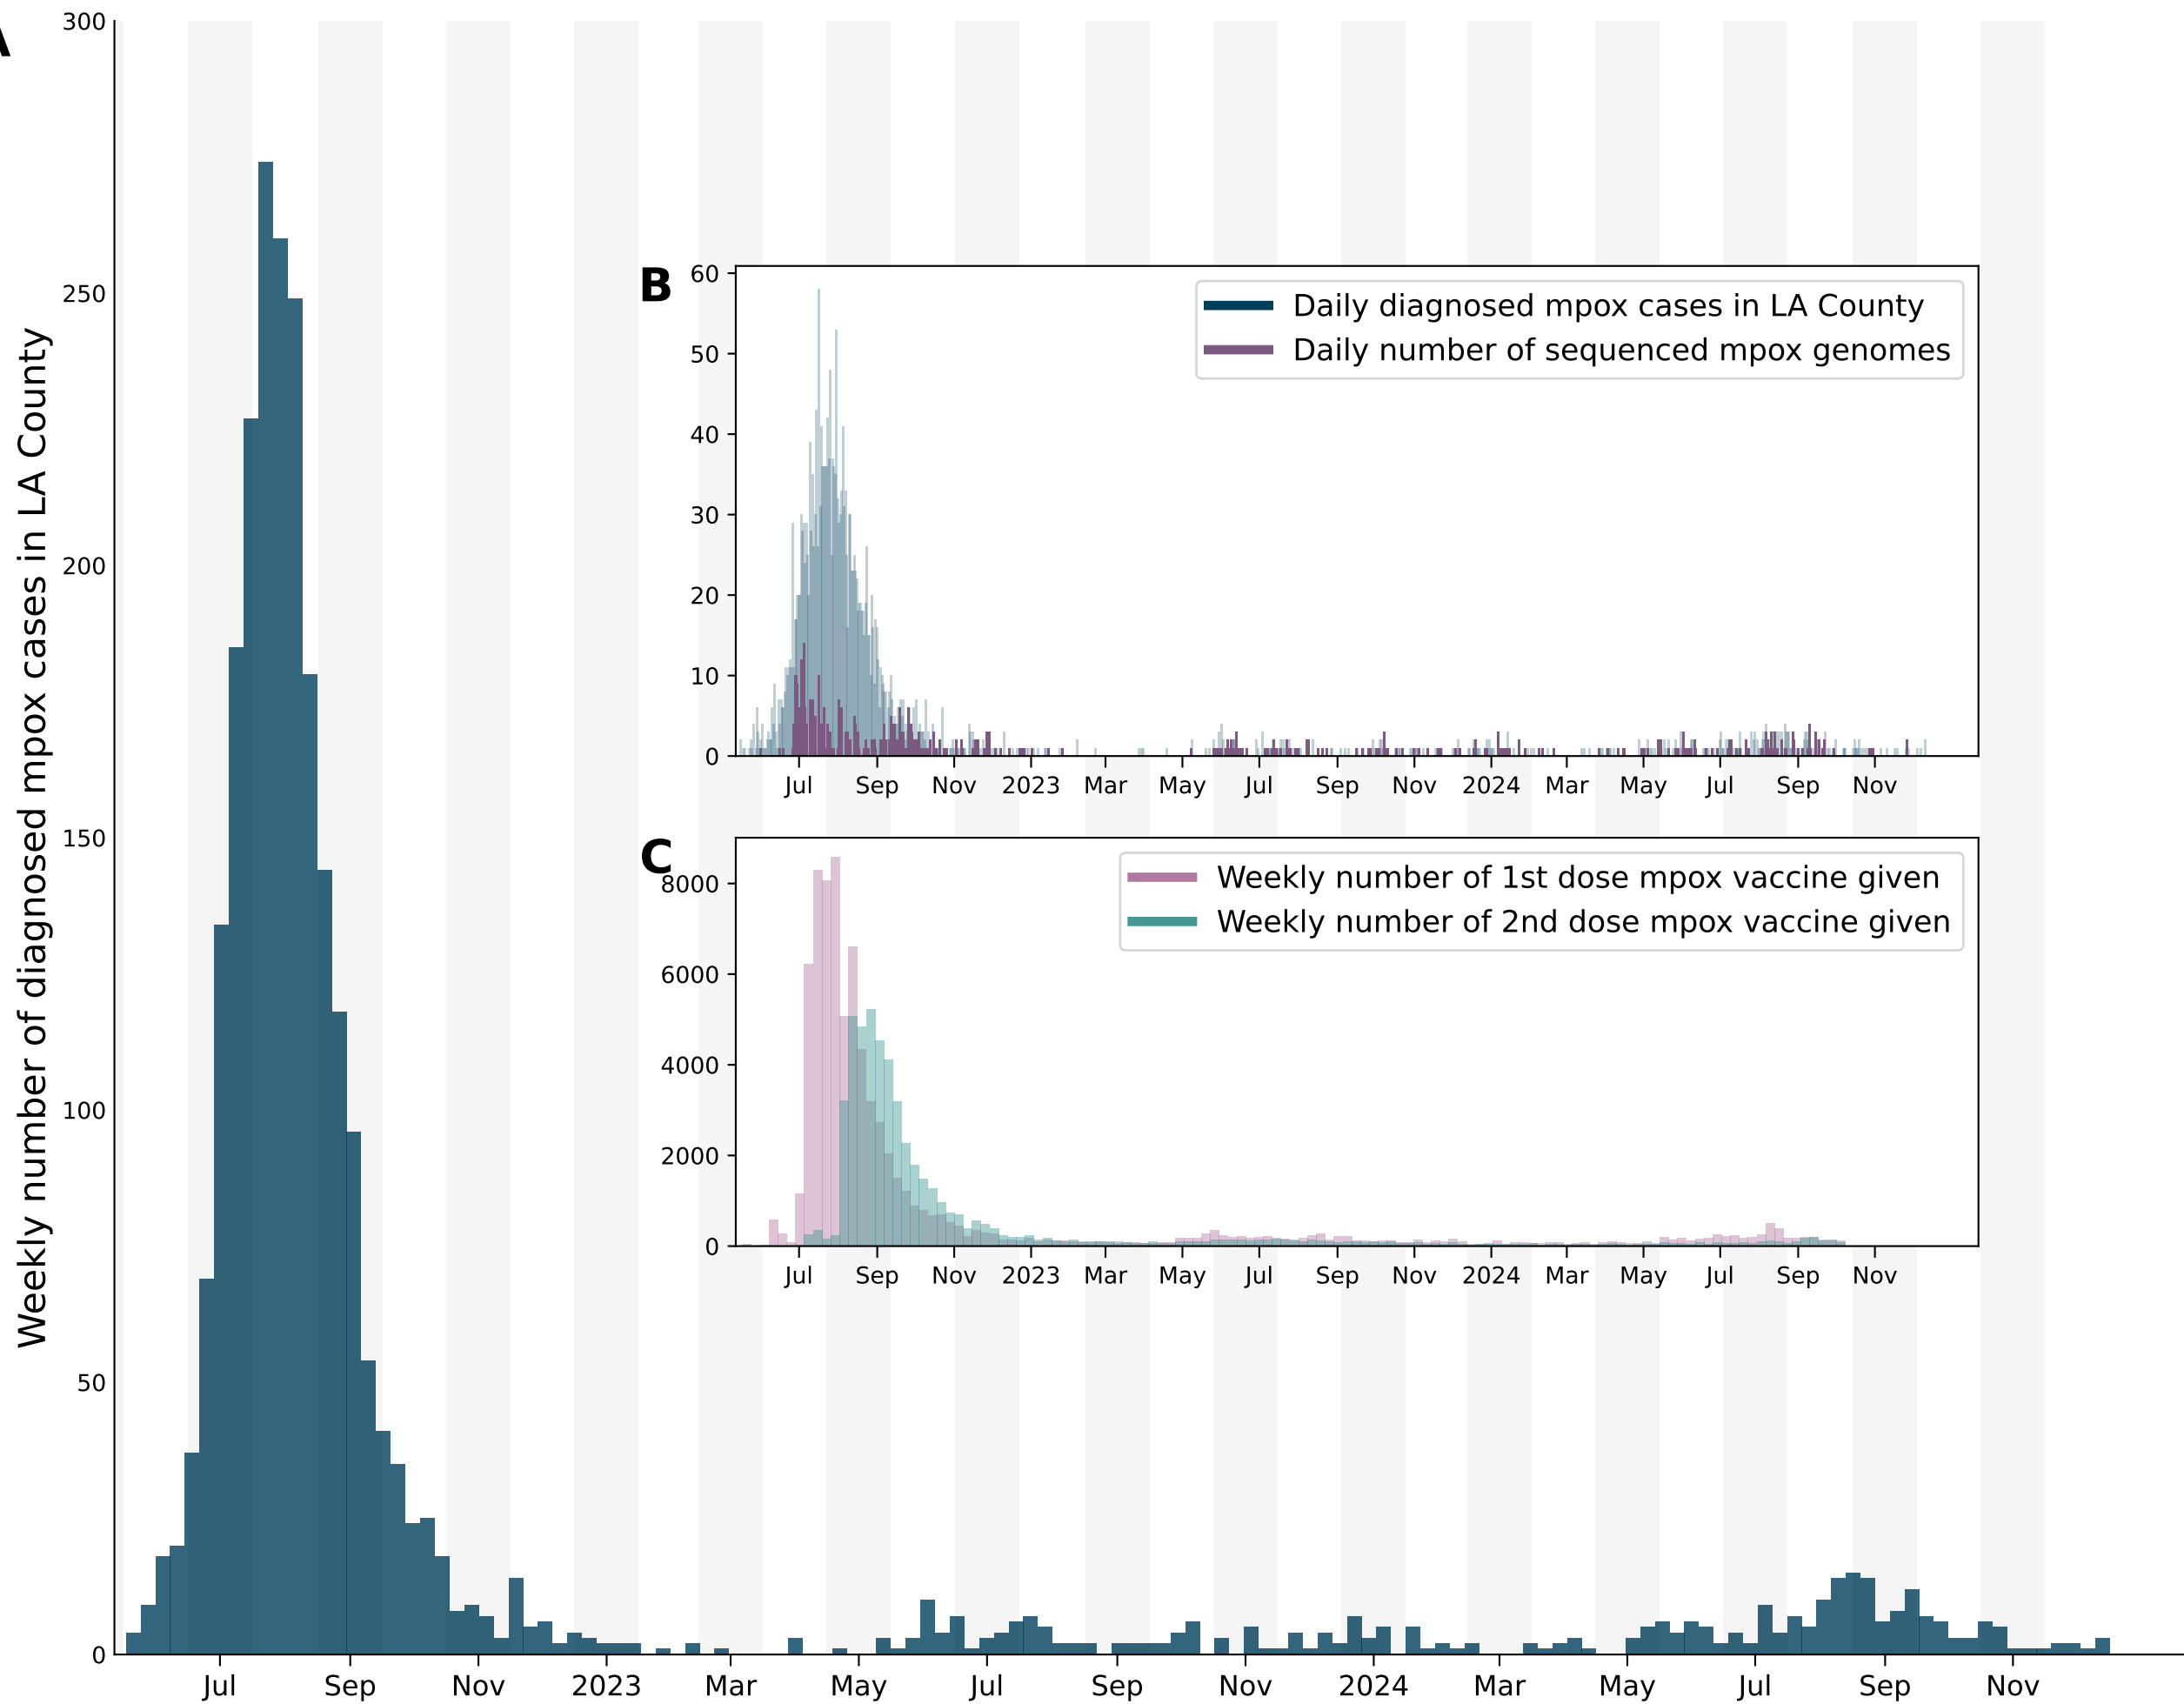 A
300
250
200
150
100
50
0
Weekly number of diagnosed mpox cases in LA County
Jul Sep Nov 2023 Mar May Jul Sep Nov 2024 Mar May Jul Sep Nov
B
60
50
40
30
20
10
0
Daily diagnosed mpox cases in LA County
Daily number of sequenced mpox genomes
Jul Sep Nov 2023 Mar May Jul Sep Nov 2024 Mar May Jul Sep Nov
C
8000
6000
4000
2000
0
Weekly number of 1st dose mpox vaccine given
Weekly number of 2nd dose mpox vaccine given
Jul Sep Nov 2023 Mar May Jul Sep Nov 2024 Mar May Jul Sep Nov